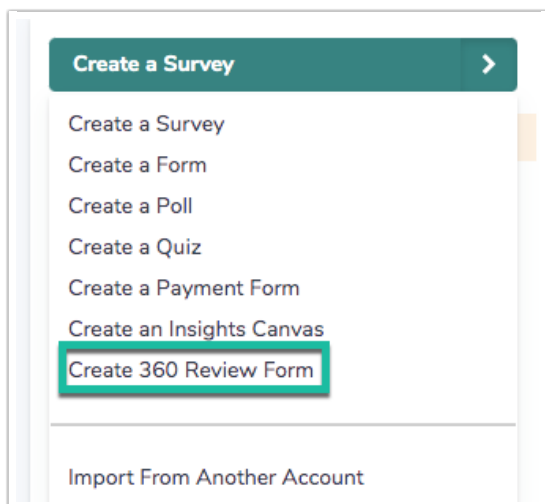 Create a Survey
Create a Survey
Create a Form
Create a Poll
Create a Quiz
Create a Payment Form
Create an Insights Canvas
Create 360 Review Form
Import From Another Account